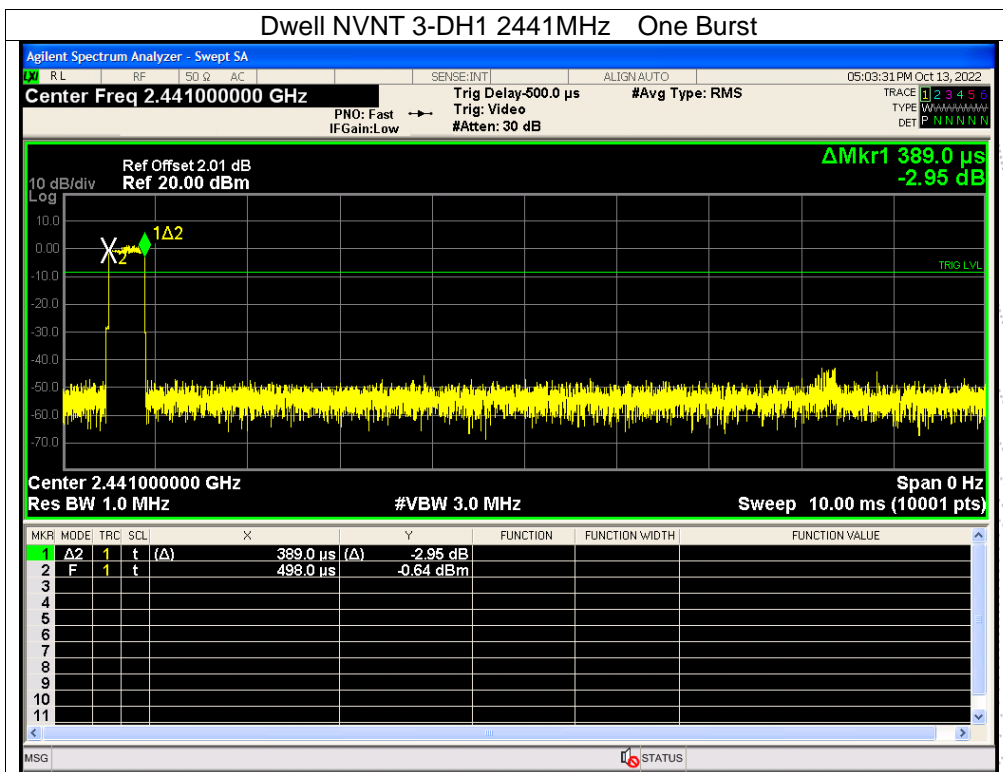 Dwell NVNT 3-DH1 2441MHz One Burst
Agilent Spectrum Analyzer - Swept SA
LXI RL RF 50 Ω AC SENSE:INT ALIGN AUTO 05:03:31 PM Oct 13, 2022
Center Freq 2.441000000 GHz
PNO: Fast
IFGain:Low
Trig Delay-500.0 µs
Trig: Video
#Atten: 30 dB
#Avg Type: RMS
TRACE 1 2 3 4 5 6
TYPE WWWWWW
DET P N N N N N
ΔMkr1 389.0 µs
-2.95 dB
Ref Offset 2.01 dB
10 dB/div Ref 20.00 dBm
Log
10.0
0.00
-10.0
-20.0
-30.0
-40.0
-50.0
-60.0
-70.0
1Δ2
2
TRIG LVL
Center 2.441000000 GHz Span 0 Hz
Res BW 1.0 MHz #VBW 3.0 MHz Sweep 10.00 ms (10001 pts)
MKR MODE TRC SCL X Y FUNCTION FUNCTION WIDTH FUNCTION VALUE
1 Δ2 1 t (Δ) 389.0 µs (Δ) -2.95 dB
2 F 1 t 498.0 µs -0.64 dBm
3
4
5
6
7
8
9
10
11
MSG STATUS